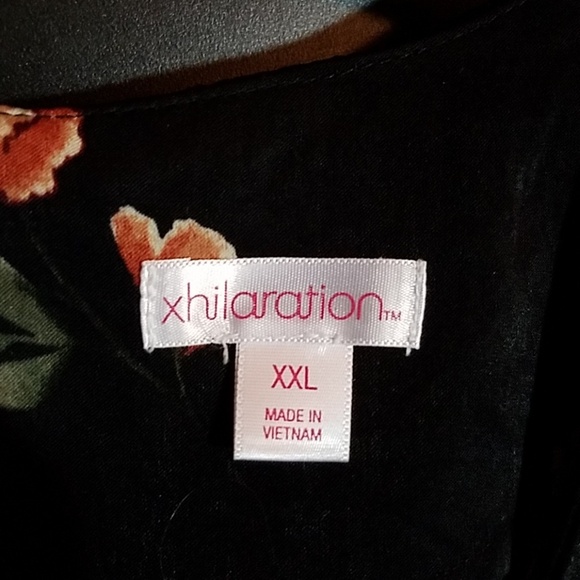 xhilaration™
XXL
MADE IN
VIETNAM